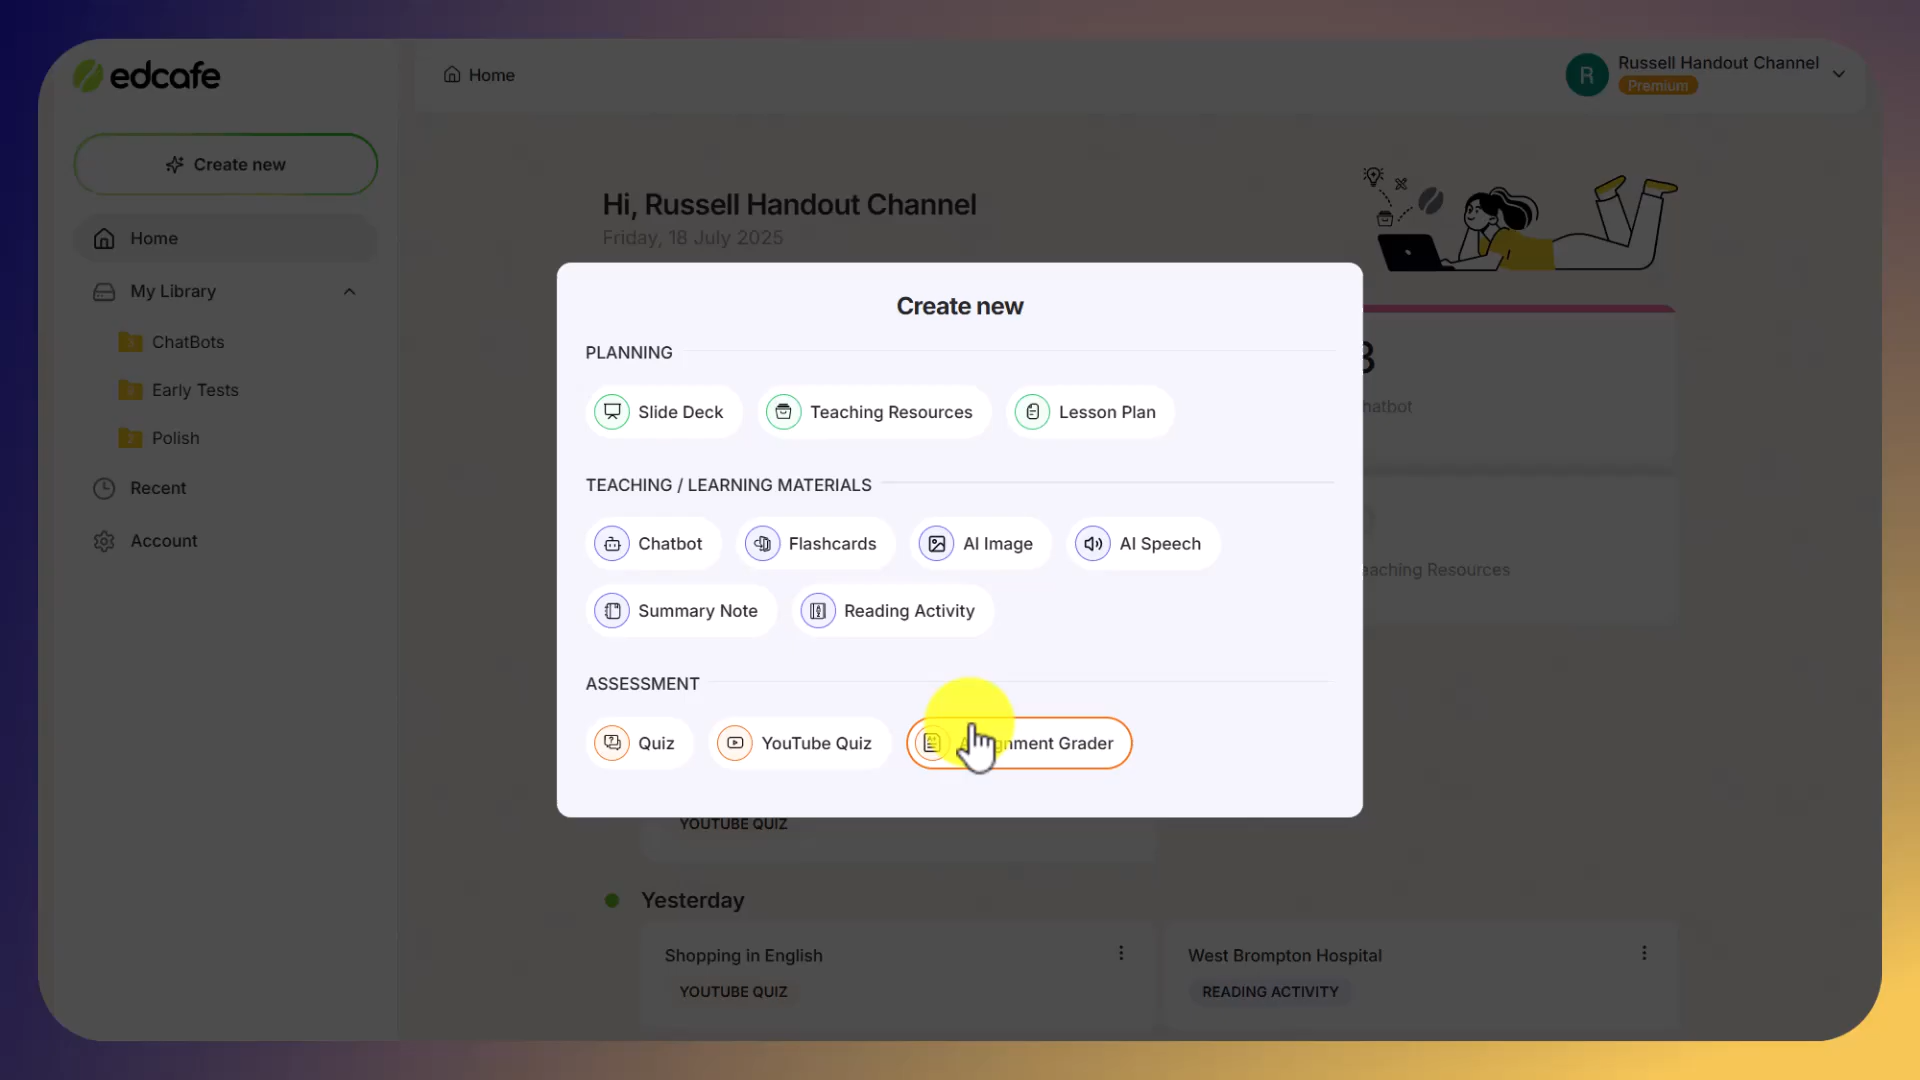 edcafe
Home
Russell Handout Channel
Premium
R
Create new
Home
My Library
ChatBots
Early Tests
Polish
Recent
Account
Hi, Russell Handout Channel
Friday, 18 July 2025
Create new
PLANNING
Slide Deck
Teaching Resources
Lesson Plan
TEACHING / LEARNING MATERIALS
Chatbot
Flashcards
AI Image
AI Speech
Summary Note
Reading Activity
ASSESSMENT
Quiz
YouTube Quiz
YOUTUBE QUIZ
Yesterday
Shopping in English
YOUTUBE QUIZ
West Brompton Hospital
READING ACTIVITY
Grader
Resources